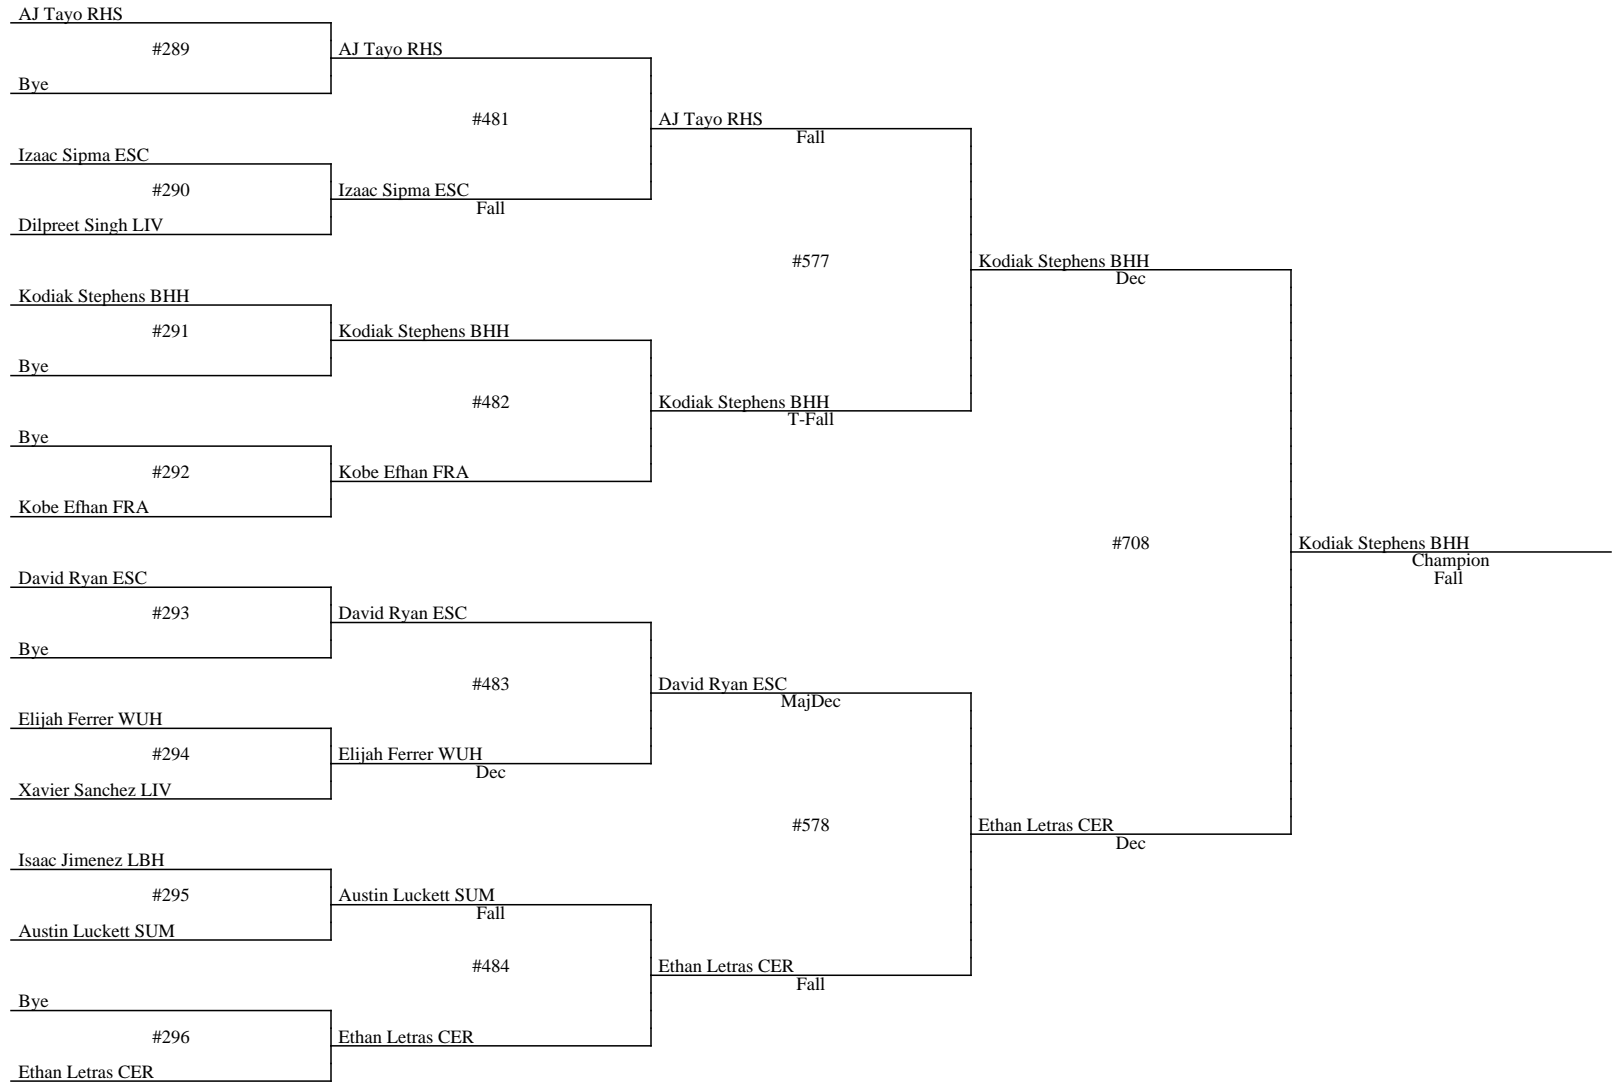 AJ Tayo RHS
#289
Bye
AJ Tayo RHS
#481
Izaac Sipma ESC
#290
Dilpreet Singh LIV
Izaac Sipma ESC
Fall
AJ Tayo RHS
Fall
#577
Kodiak Stephens BHH
#291
Bye
Kodiak Stephens BHH
#482
Bye
#292
Kobe Efhan FRA
Kobe Efhan FRA
Kodiak Stephens BHH
T-Fall
Kodiak Stephens BHH
Dec
#708
David Ryan ESC
#293
Bye
David Ryan ESC
#483
Elijah Ferrer WUH
#294
Xavier Sanchez LIV
Elijah Ferrer WUH
Dec
David Ryan ESC
MajDec
#578
Isaac Jimenez LBH
#295
Austin Luckett SUM
Austin Luckett SUM
Fall
#484
Bye
#296
Ethan Letras CER
Ethan Letras CER
Ethan Letras CER
Fall
Ethan Letras CER
Dec
Kodiak Stephens BHH
Champion
Fall